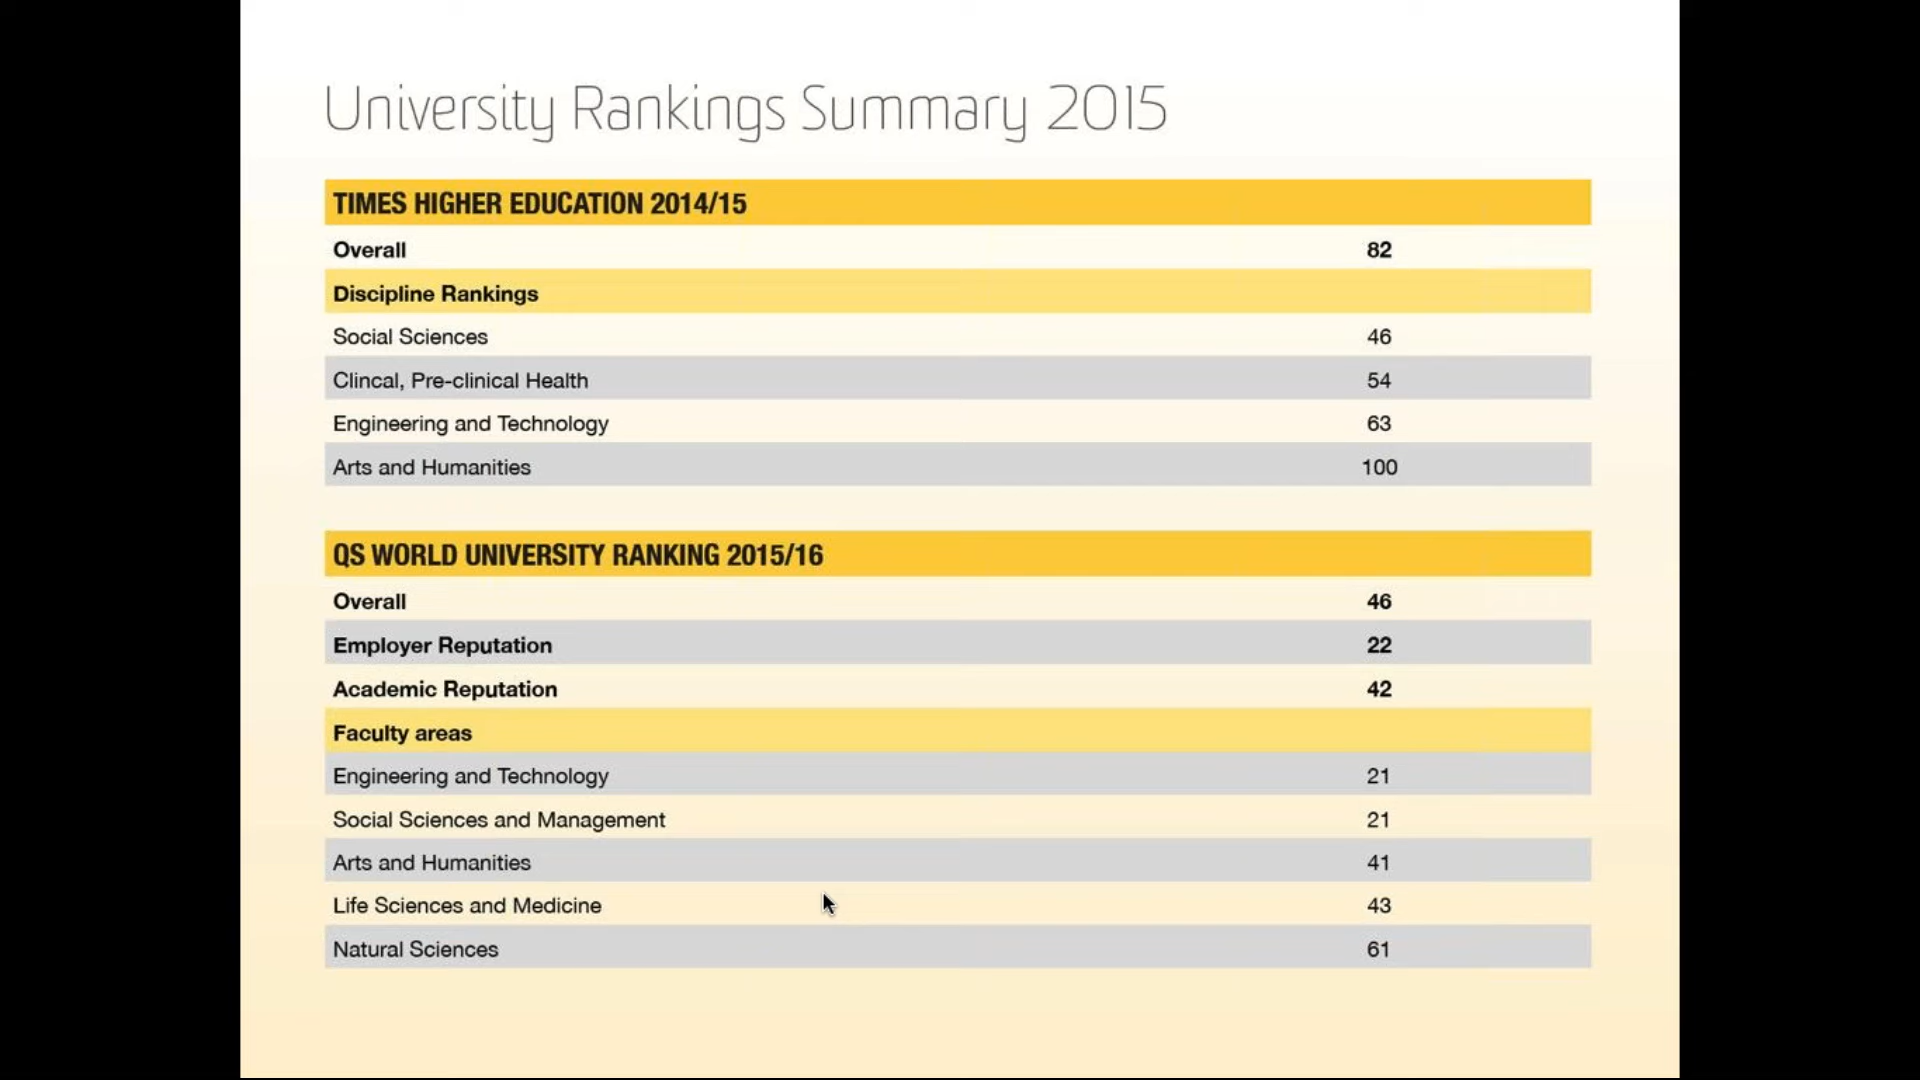 University Rankings Summary 2015
TIMES HIGHER EDUCATION 2014/15
Overall 82
Discipline Rankings
Social Sciences 46
Clincal, Pre-clinical Health 54
Engineering and Technology 63
Arts and Humanities 100
QS WORLD UNIVERSITY RANKING 2015/16
Overall 46
Employer Reputation 22
Academic Reputation 42
Faculty areas
Engineering and Technology 21
Social Sciences and Management 21
Arts and Humanities 41
Life Sciences and Medicine 43
Natural Sciences 61